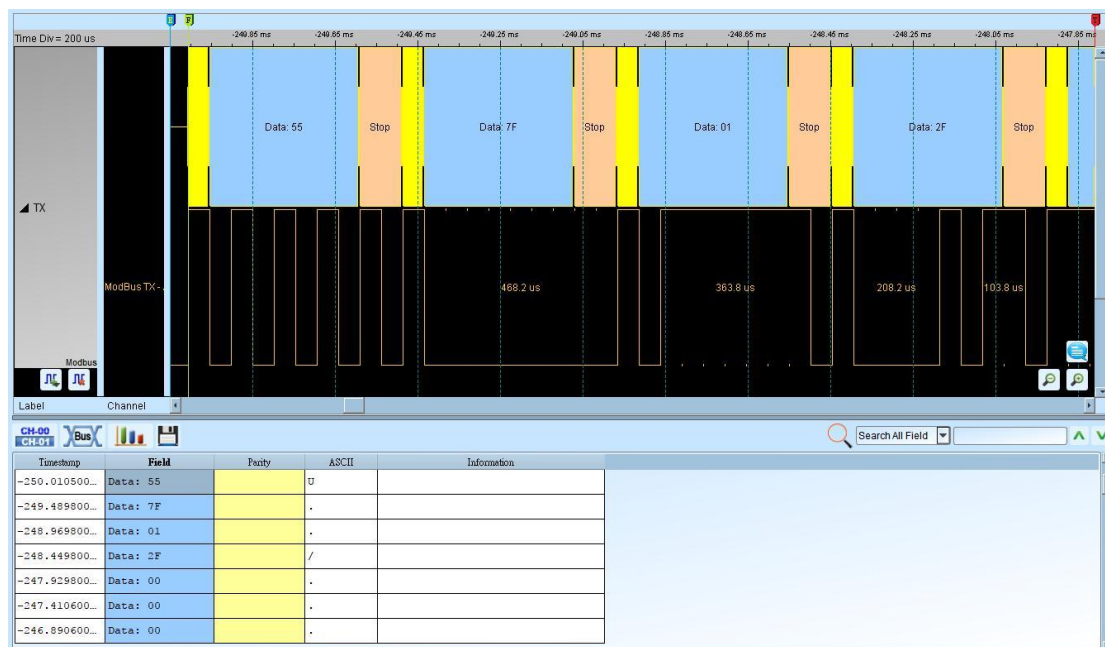 E F T
Time Div = 200 us -249.85 ms -249.65 ms -249.45 ms -249.25 ms -249.05 ms -248.85 ms -248.65 ms -248.45 ms -248.25 ms -248.05 ms -247.85 ms
Data: 55 Stop Data: 7F Stop Data: 01 Stop Data: 2F Stop
TX
ModBus TX-. 468.2 us 363.8 us 208.2 us 103.8 us
Modbus
Label Channel
CH-00
CH-01 Bus Search All Field
Timestamp Field Parity ASCII Information
-250.010500... Data: 55 U
-249.489800... Data: 7F .
-248.969800... Data: 01 .
-248.449800... Data: 2F /
-247.929800... Data: 00 .
-247.410600... Data: 00 .
-246.890600... Data: 00 .